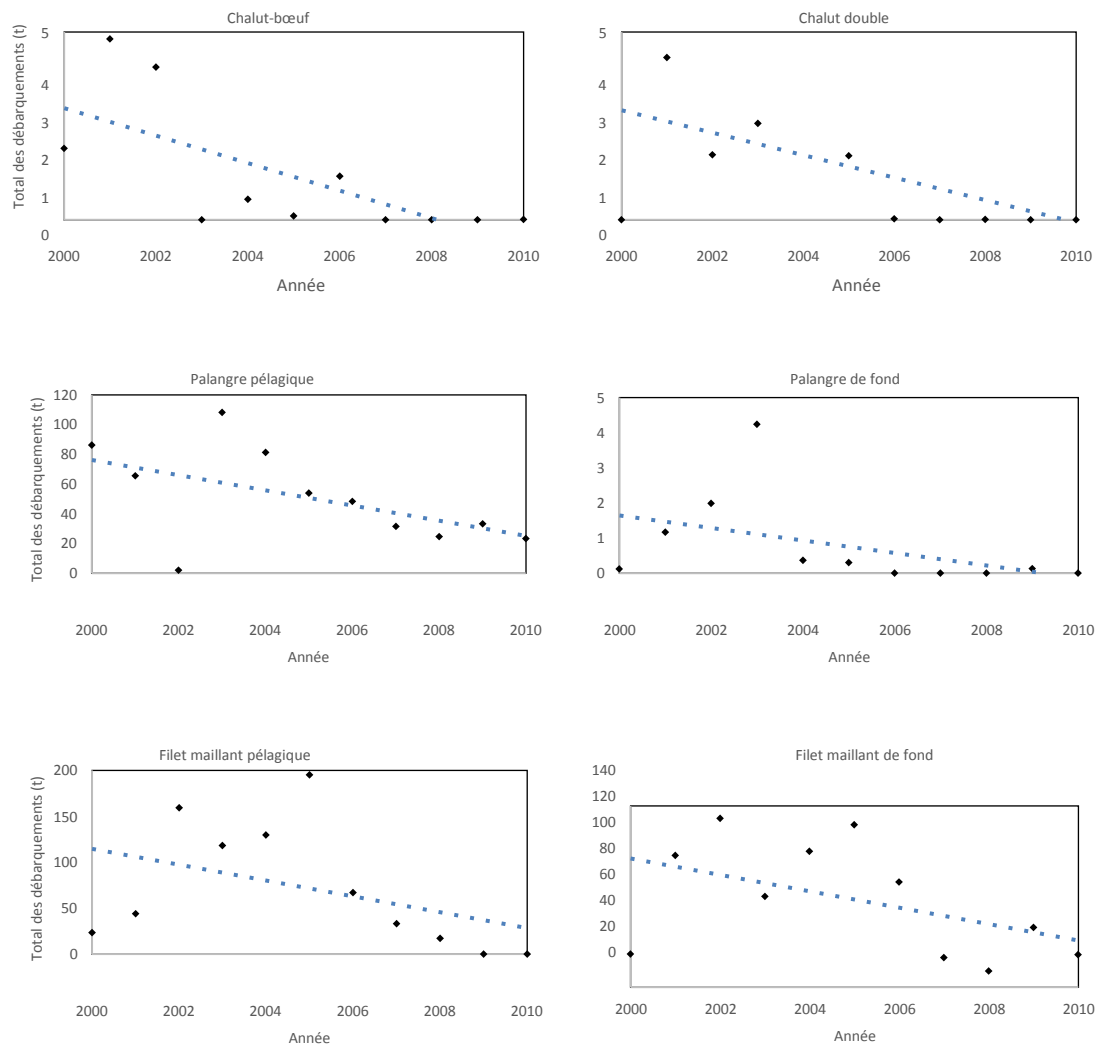 Chalut-bœuf
Total des débarquements (t)
5
4
3
2
1
0
2000 2002 2004 2006 2008 2010
Année
Chalut double
5
4
3
2
1
0
2000 2002 2004 2006 2008 2010
Année
Palangre pélagique
Total des débarquements (t)
120
100
80
60
40
20
0
2000 2002 2004 2006 2008 2010
Année
Palangre de fond
5
4
3
2
1
0
2000 2002 2004 2006 2008 2010
Année
Filet maillant pélagique
Total des débarquements (t)
200
150
100
50
0
2000 2002 2004 2006 2008 2010
Année
Filet maillant de fond
140
120
100
80
60
40
20
0
2000 2002 2004 2006 2008 2010
Année